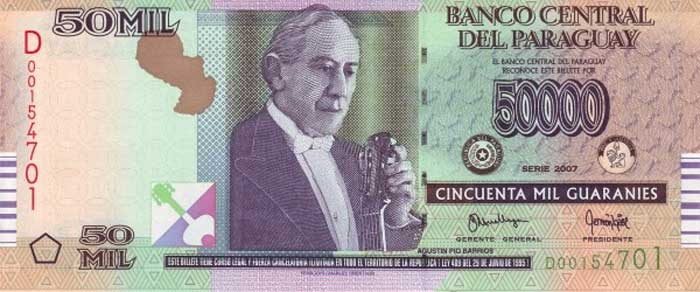 50MIL
BANCO CENTRAL
DEL PARAGUAY
EL BANCO CENTRAL DEL PARAGUAY
RECONOCE ESTE BILLETE POR
50000
D00154701
SERIE 2007
CINCUENTA MIL GUARANIES
GERENTE GENERAL
PRESIDENTE
50
MIL
AGUSTIN PIO BARRIOS
D00154701
ESTE BILLETE TIENE CURSO LEGAL Y FUERZA CANCELATORIA ILIMITADA EN TODO EL TERRITORIO DE LA REPUBLICA LEY 489 DEL 29 DE JUNIO DE 1995